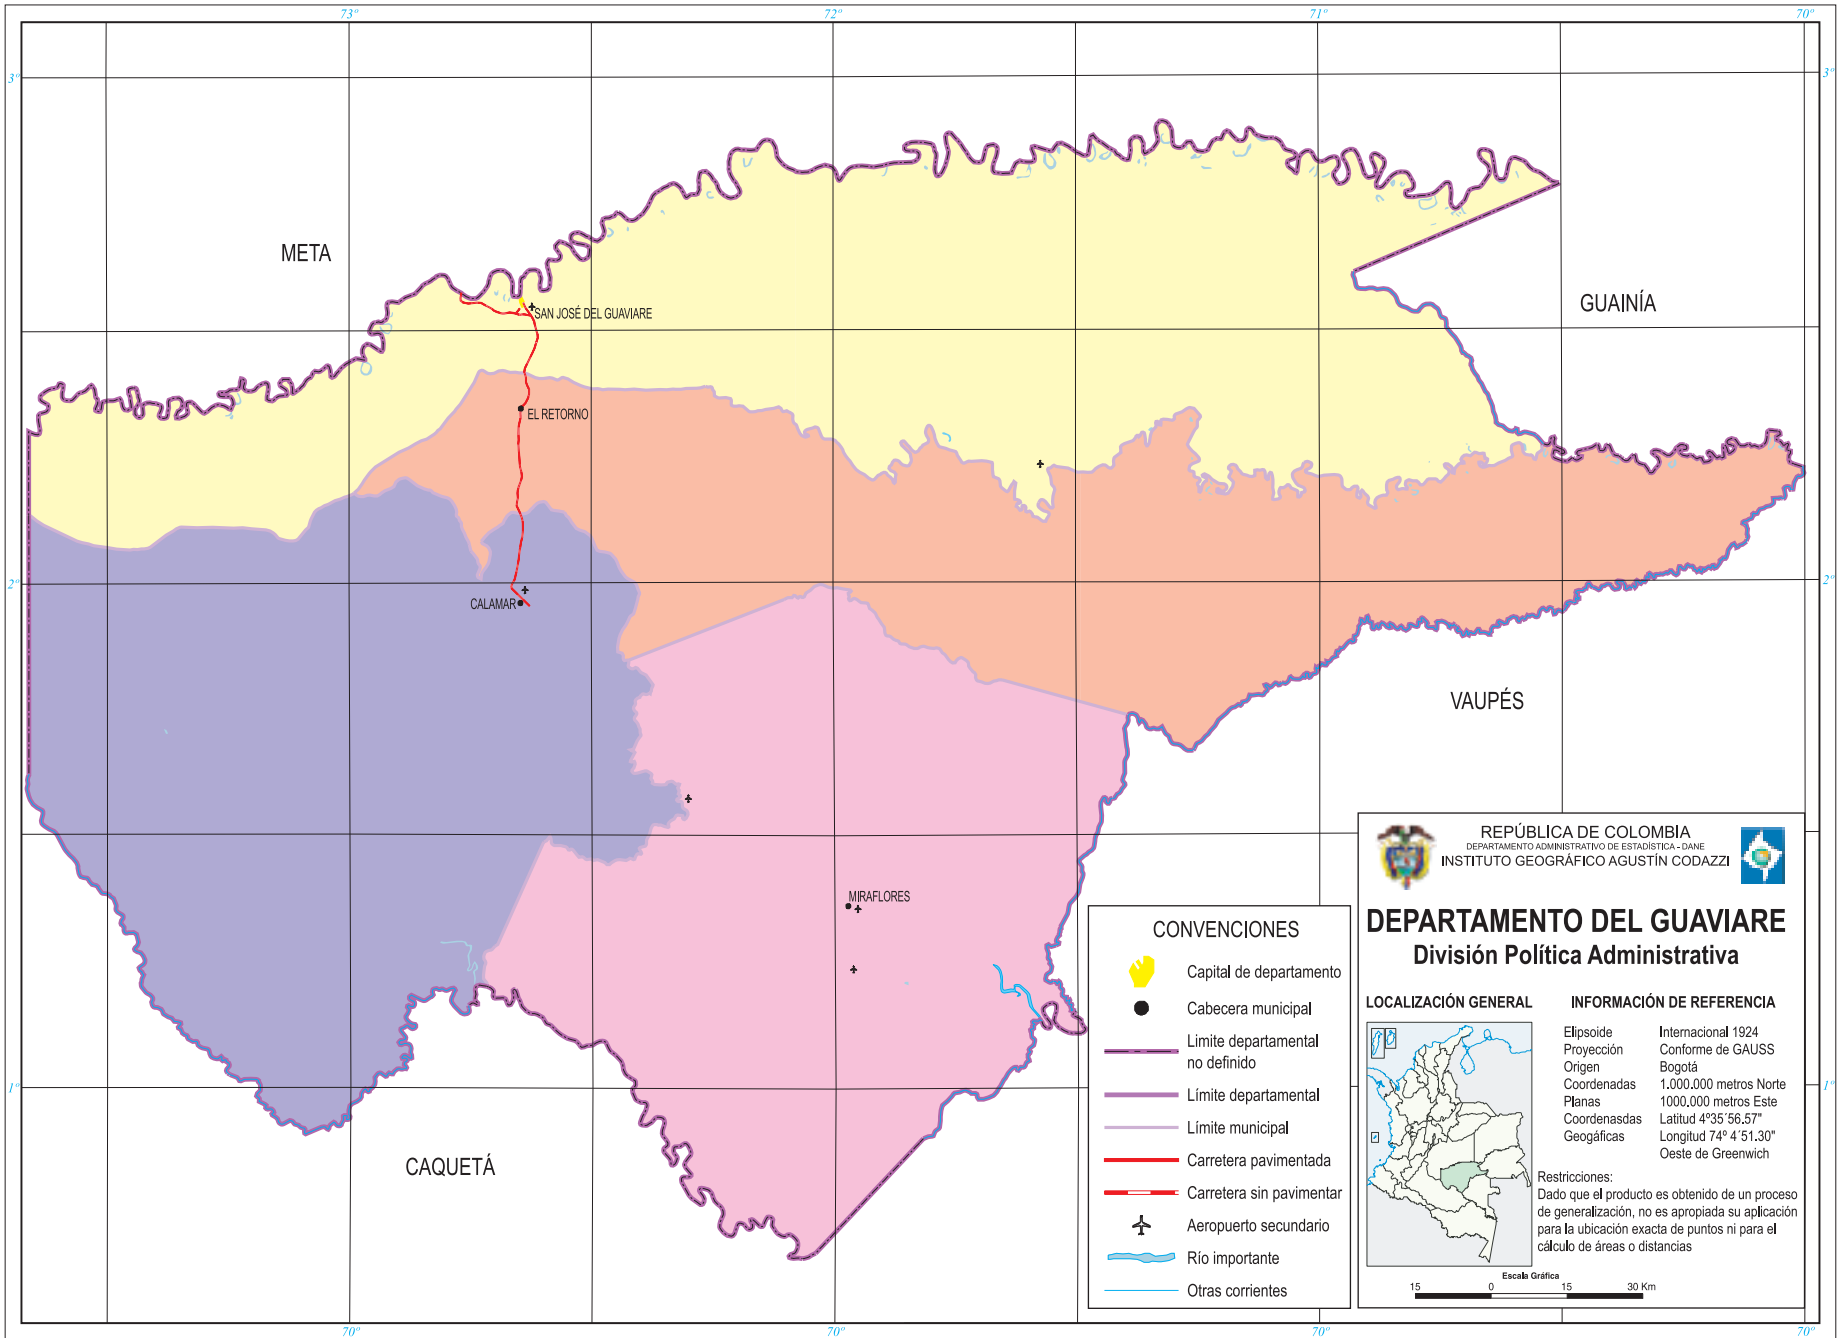 73°
72°
71°
70°
3°
3°
META
GUAINÍA
SAN JOSÉ DEL GUAVIARE
EL RETORNO
2°
2°
CALAMAR
VAUPÉS
MIRAFLORES
1°
1°
CAQUETÁ
70°
70°
70°
70°
CONVENCIONES
Capital de departamento
Cabecera municipal
Limite departamental
no definido
Límite departamental
Límite municipal
Carretera pavimentada
Carretera sin pavimentar
Aeropuerto secundario
Río importante
Otras corrientes
REPÚBLICA DE COLOMBIA
DEPARTAMENTO ADMINISTRATIVO DE ESTADÍSTICA - DANE
INSTITUTO GEOGRÁFICO AGUSTÍN CODAZZI
DEPARTAMENTO DEL GUAVIARE
División Política Administrativa
LOCALIZACIÓN GENERAL
INFORMACIÓN DE REFERENCIA
Elipsoide Internacional 1924
Proyección Conforme de GAUSS
Origen Bogotá
Coordenadas 1.000.000 metros Norte
Planas 1000.000 metros Este
Coordenasdas Latitud 4°35´56.57"
Geogáficas Longitud 74° 4´51.30"
Oeste de Greenwich
Restricciones:
Dado que el producto es obtenido de un proceso
de generalización, no es apropiada su aplicación
para la ubicación exacta de puntos ni para el
cálculo de áreas o distancias
Escala Gráfica
15 0 15 30 Km